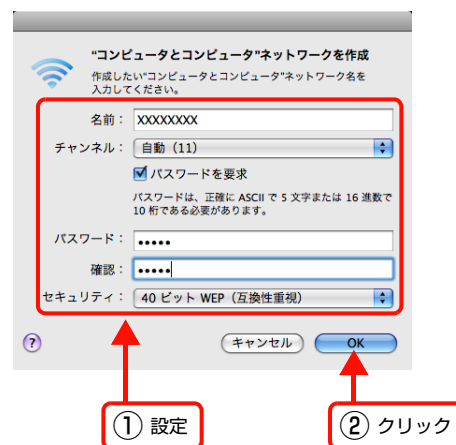 “コンピュータとコンピュータ”ネットワークを作成
作成したい“コンピュータとコンピュータ”ネットワーク名を
入力してください。
名前： XXXXXXXX
チャンネル： 自動（11）
パスワードを要求
パスワードは、正確に ASCII で 5 文字または 16 進数で
10 桁である必要があります。
パスワード： •••••
確認： •••••
セキュリティ： 40 ビット WEP（互換性重視）
? キャンセル OK
① 設定 ② クリック